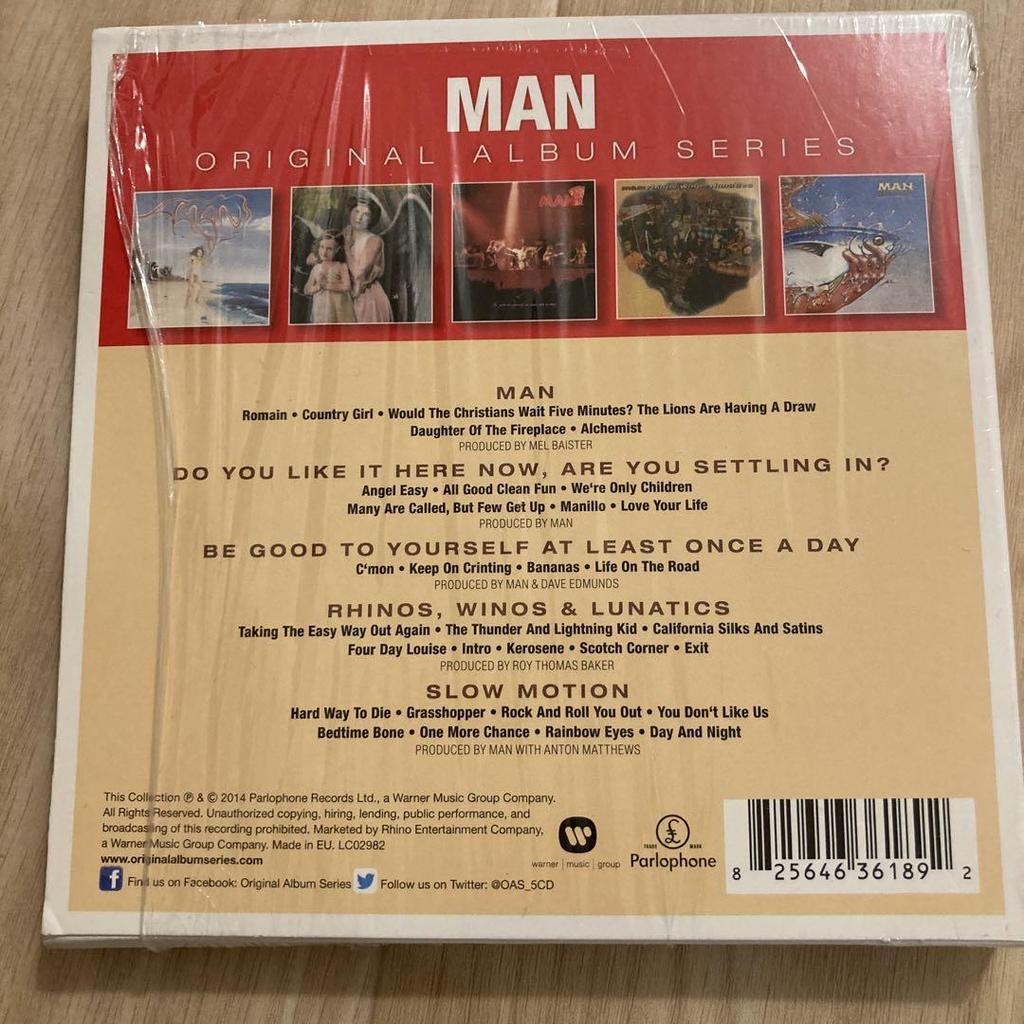 MAN
ORIGINAL ALBUM SERIES
MAN
MAN
MAN
Romain • Country Girl • Would The Christians Wait Five Minutes? The Lions Are Having A Draw
Daughter Of The Fireplace • Alchemist
PRODUCED BY MEL BAISTER
DO YOU LIKE IT HERE NOW, ARE YOU SETTLING IN?
Angel Easy • All Good Clean Fun • We're Only Children
Many Are Called, But Few Get Up • Manillo • Love Your Life
PRODUCED BY MAN
BE GOOD TO YOURSELF AT LEAST ONCE A DAY
C'mon • Keep On Crinting • Bananas • Life On The Road
PRODUCED BY MAN & DAVE EDMUNDS
RHINOS, WINOS & LUNATICS
Taking The Easy Way Out Again • The Thunder And Lightning Kid • California Silks And Satins
Four Day Louise • Intro • Kerosene • Scotch Corner • Exit
PRODUCED BY ROY THOMAS BAKER
SLOW MOTION
Hard Way To Die • Grasshopper • Rock And Roll You Out • You Don't Like Us
Bedtime Bone • One More Chance • Rainbow Eyes • Day And Night
PRODUCED BY MAN WITH ANTON MATTHEWS
This Collection ℗ & © 2014 Parlophone Records Ltd., a Warner Music Group Company.
All Rights Reserved. Unauthorized copying, hiring, lending, public performance, and
broadcasting of this recording prohibited. Marketed by Rhino Entertainment Company,
a Warner Music Group Company. Made in EU. LC02982
www.originalalbumseries.com
Find us on Facebook: Original Album Series Follow us on Twitter: @OAS_5CD
warner | music | group
£
TRADE MARK
Parlophone
8 25646 36189 2